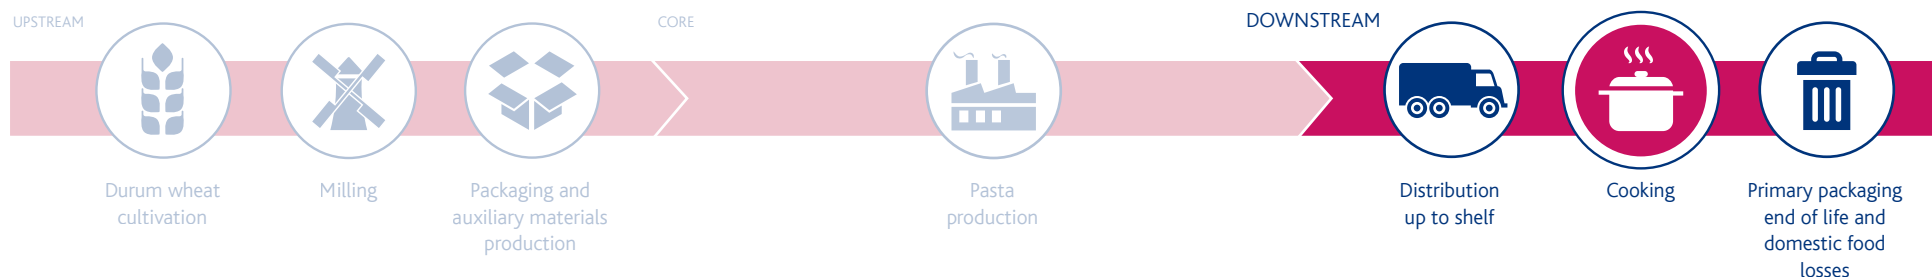 UPSTREAM
CORE
DOWNSTREAM
Durum wheat
cultivation
Milling
Packaging and
auxiliary materials
production
Pasta
production
Distribution
up to shelf
Cooking
Primary packaging
end of life and
domestic food
losses